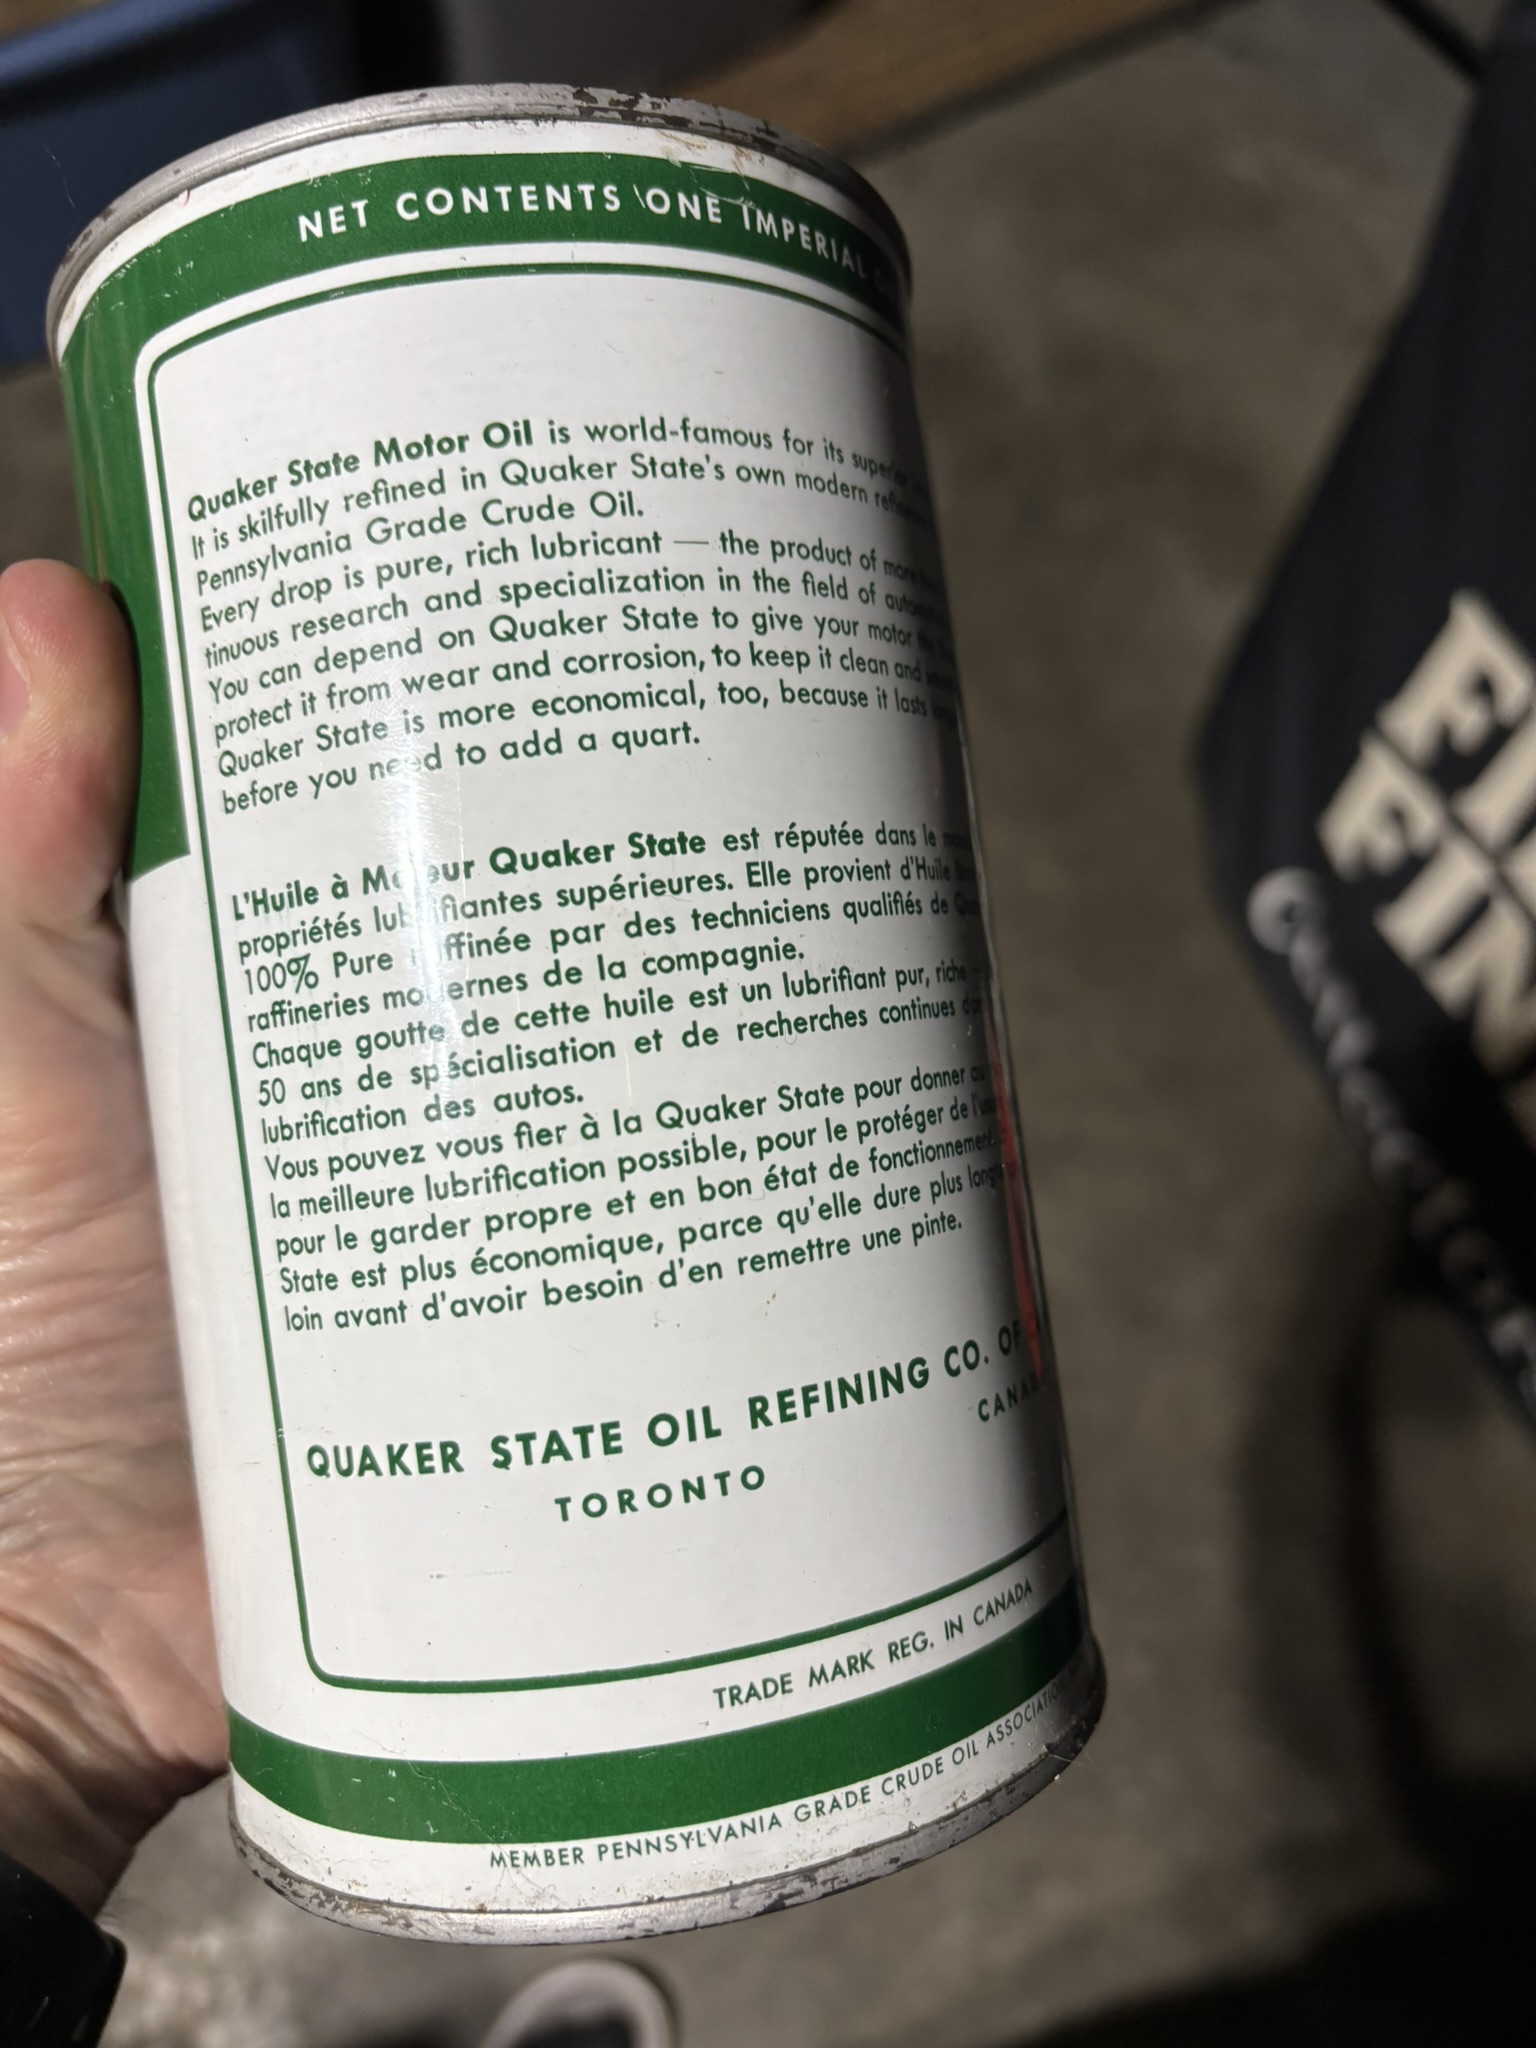 NET CONTENTS ONE IMPERIAL
Quaker State Motor Oil is world-famous for its
It is skilfully refined in Quaker State's own modern
Pennsylvania Grade Crude Oil.
Every drop is pure, rich lubricant — the product of
tinuous research and specialization in the field of
You can depend on Quaker State to give your motor
protect it from wear and corrosion, to keep it clean and
Quaker State is more economical, too, because it lasts
before you need to add a quart.
L'Huile à Moteur Quaker State est réputée dans le
propriétés lubrifiantes supérieures. Elle provient d'Huile
100% Pure raffinée par des techniciens qualifiés de
raffineries modernes de la compagnie.
Chaque goutte de cette huile est un lubrifiant pur, riche
50 ans de spécialisation et de recherches continues
lubrification des autos.
Vous pouvez vous fier à la Quaker State pour donner
la meilleure lubrification possible, pour le protéger de
pour le garder propre et en bon état de
State est plus économique, parce qu'elle dure plus
loin avant d'avoir besoin d'en remettre une pinte.
QUAKER STATE OIL REFINING CO. OF
TORONTO
TRADE MARK REG. IN CANADA
MEMBER PENNSYLVANIA GRADE CRUDE OIL ASSOCIATION